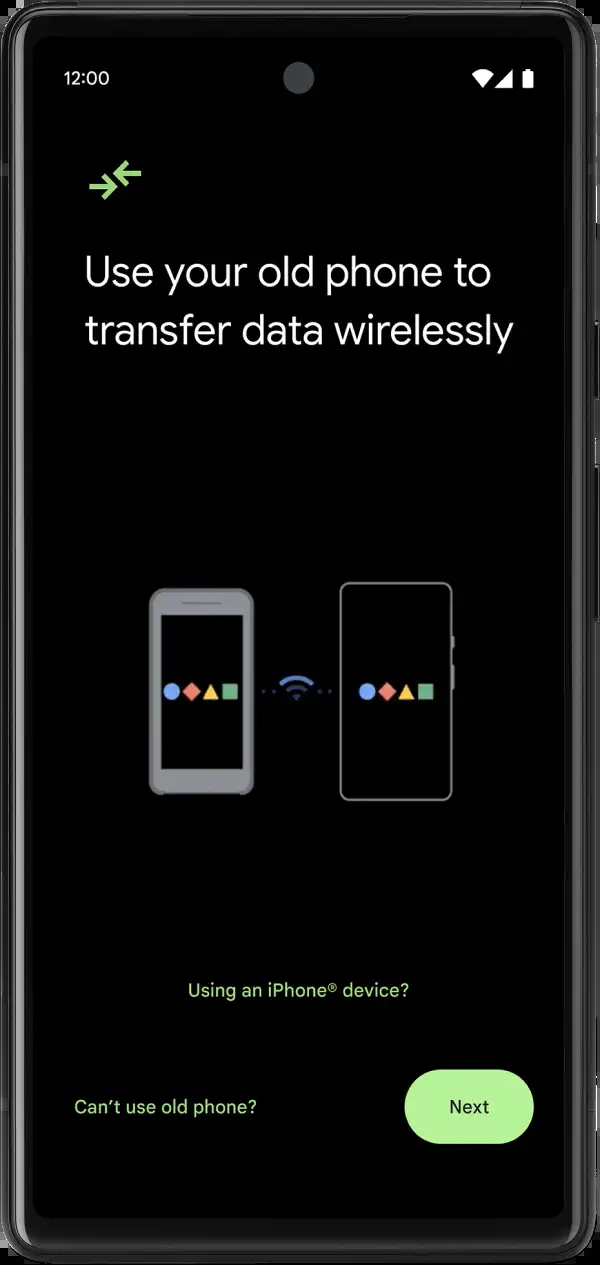 12:00
Use your old phone to
transfer data wirelessly
Using an iPhone® device?
Can’t use old phone?
Next